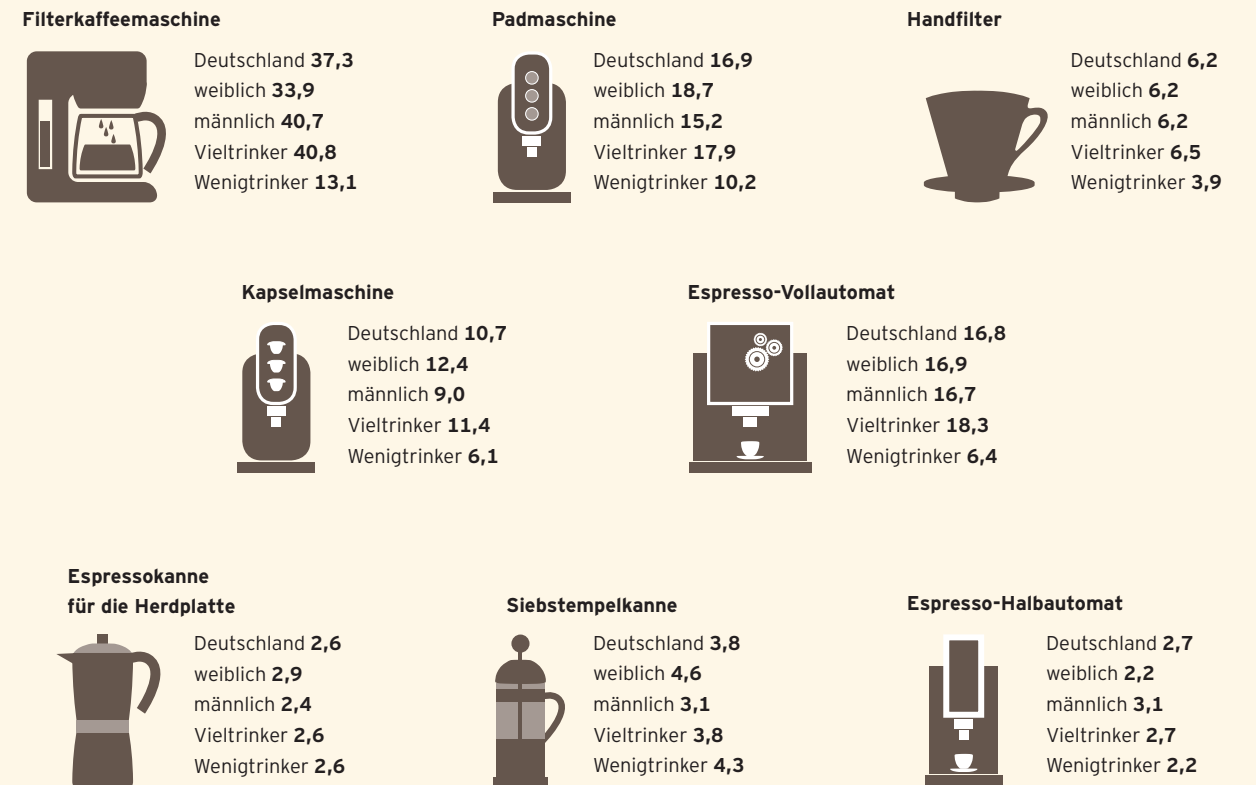 Filterkaffeemaschine
Deutschland 37,3
weiblich 33,9
männlich 40,7
Vieltrinker 40,8
Wenigtrinker 13,1
Padmaschine
Deutschland 16,9
weiblich 18,7
männlich 15,2
Vieltrinker 17,9
Wenigtrinker 10,2
Handfilter
Deutschland 6,2
weiblich 6,2
männlich 6,2
Vieltrinker 6,5
Wenigtrinker 3,9
Kapselmaschine
Deutschland 10,7
weiblich 12,4
männlich 9,0
Vieltrinker 11,4
Wenigtrinker 6,1
Espresso-Vollautomat
Deutschland 16,8
weiblich 16,9
männlich 16,7
Vieltrinker 18,3
Wenigtrinker 6,4
Espressokanne
für die Herdplatte
Deutschland 2,6
weiblich 2,9
männlich 2,4
Vieltrinker 2,6
Wenigtrinker 2,6
Siebstempelkanne
Deutschland 3,8
weiblich 4,6
männlich 3,1
Vieltrinker 3,8
Wenigtrinker 4,3
Espresso-Halbautomat
Deutschland 2,7
weiblich 2,2
männlich 3,1
Vieltrinker 2,7
Wenigtrinker 2,2